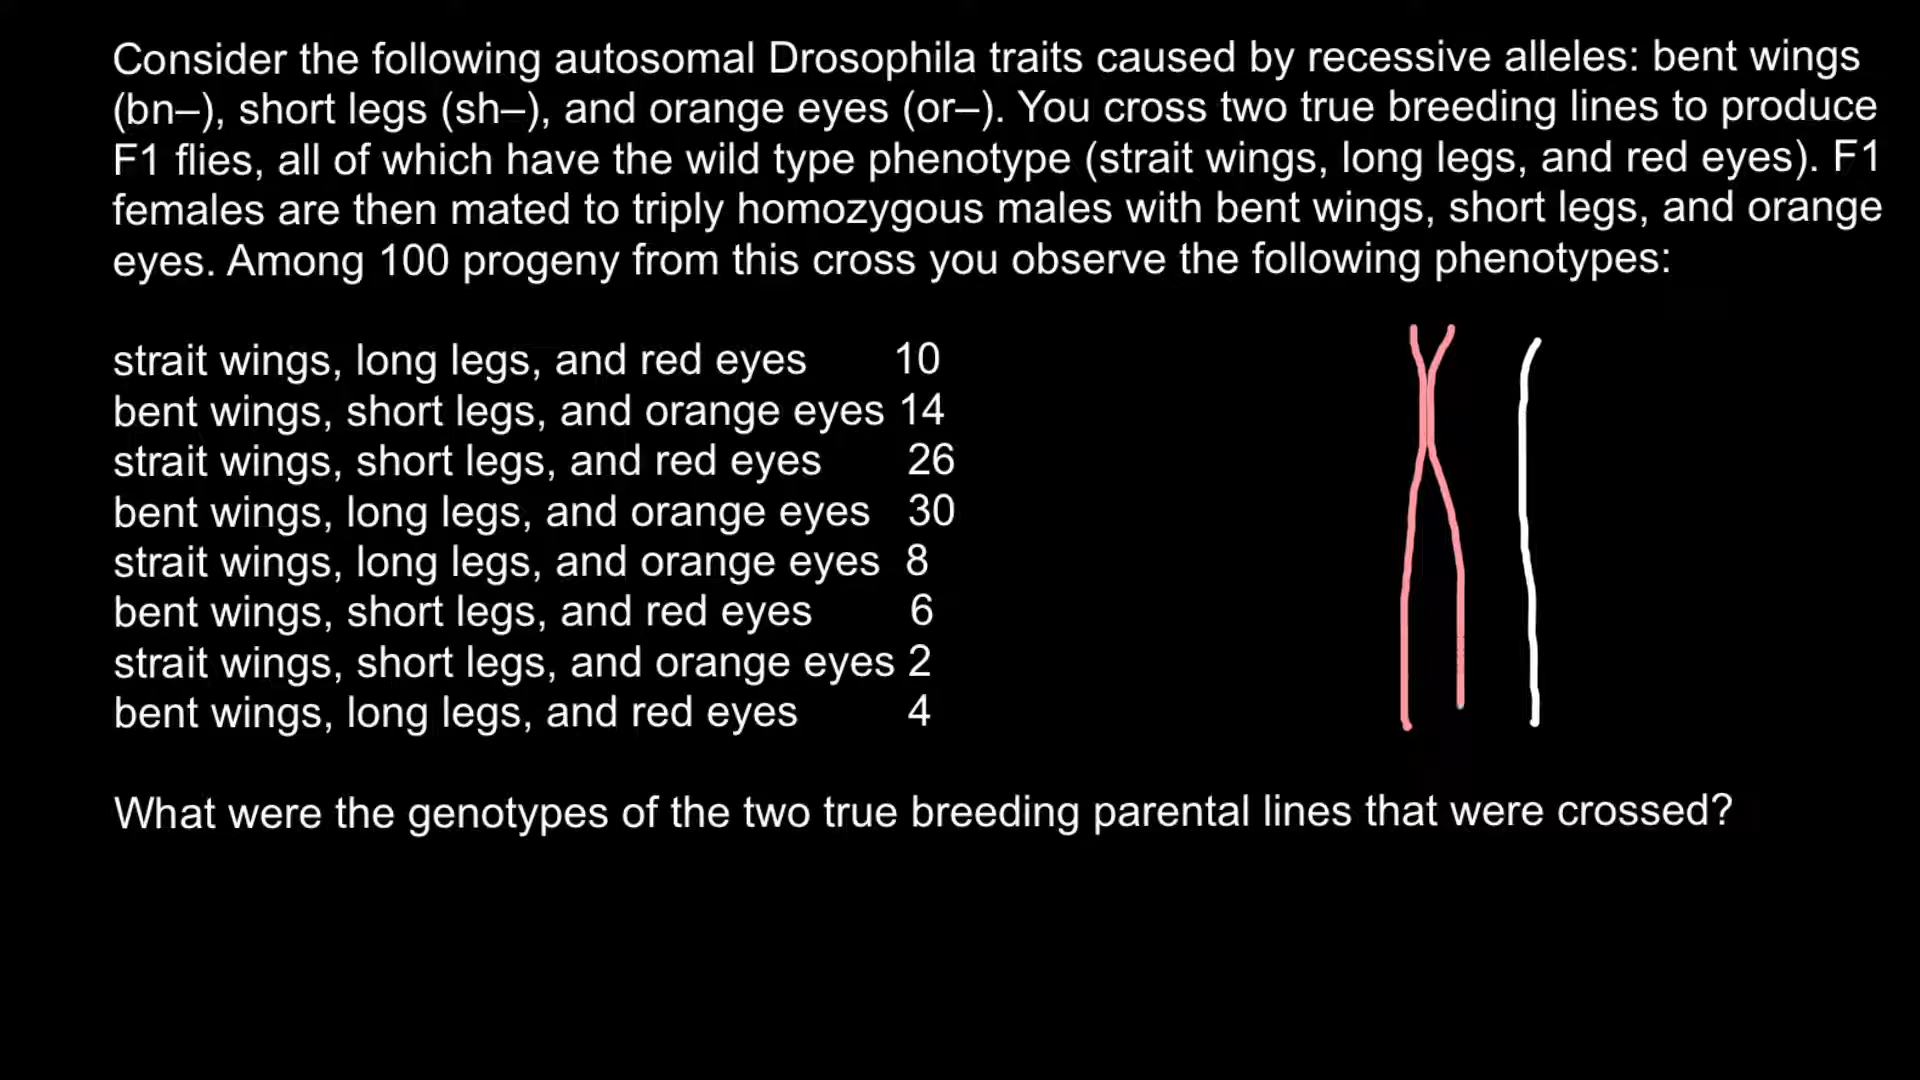 Consider the following autosomal Drosophila traits caused by recessive alleles: bent wings
(bn–), short legs (sh–), and orange eyes (or–). You cross two true breeding lines to produce
F1 flies, all of which have the wild type phenotype (strait wings, long legs, and red eyes). F1
females are then mated to triply homozygous males with bent wings, short legs, and orange
eyes. Among 100 progeny from this cross you observe the following phenotypes:
strait wings, long legs, and red eyes 10
bent wings, short legs, and orange eyes 14
strait wings, short legs, and red eyes 26
bent wings, long legs, and orange eyes 30
strait wings, long legs, and orange eyes 8
bent wings, short legs, and red eyes 6
strait wings, short legs, and orange eyes 2
bent wings, long legs, and red eyes 4
What were the genotypes of the two true breeding parental lines that were crossed?